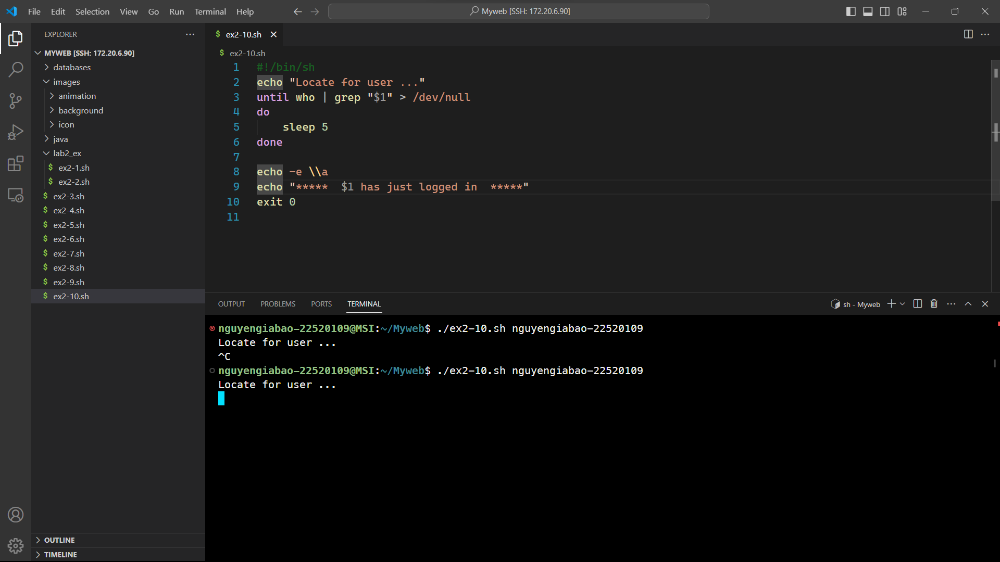 File Edit Selection View Go Run Terminal Help
Myweb [SSH: 172.20.6.90]
EXPLORER
MYWEB [SSH: 172.20.6.90]
databases
images
animation
background
icon
java
lab2_ex
$ ex2-1.sh
$ ex2-2.sh
$ ex2-3.sh
$ ex2-4.sh
$ ex2-5.sh
$ ex2-6.sh
$ ex2-7.sh
$ ex2-8.sh
$ ex2-9.sh
$ ex2-10.sh
OUTLINE
TIMELINE
$ ex2-10.sh
$ ex2-10.sh
1 #!/bin/sh
2 echo "Locate for user ..."
3 until who | grep "$1" > /dev/null
4 do
5     sleep 5
6 done
7
8 echo -e \\a
9 echo "*****  $1 has just logged in  *****"
10 exit 0
11
OUTPUT PROBLEMS PORTS TERMINAL
sh - Myweb
nguyengiabao-22520109@MSI:~/Myweb$ ./ex2-10.sh nguyengiabao-22520109
Locate for user ...
^C
nguyengiabao-22520109@MSI:~/Myweb$ ./ex2-10.sh nguyengiabao-22520109
Locate for user ...